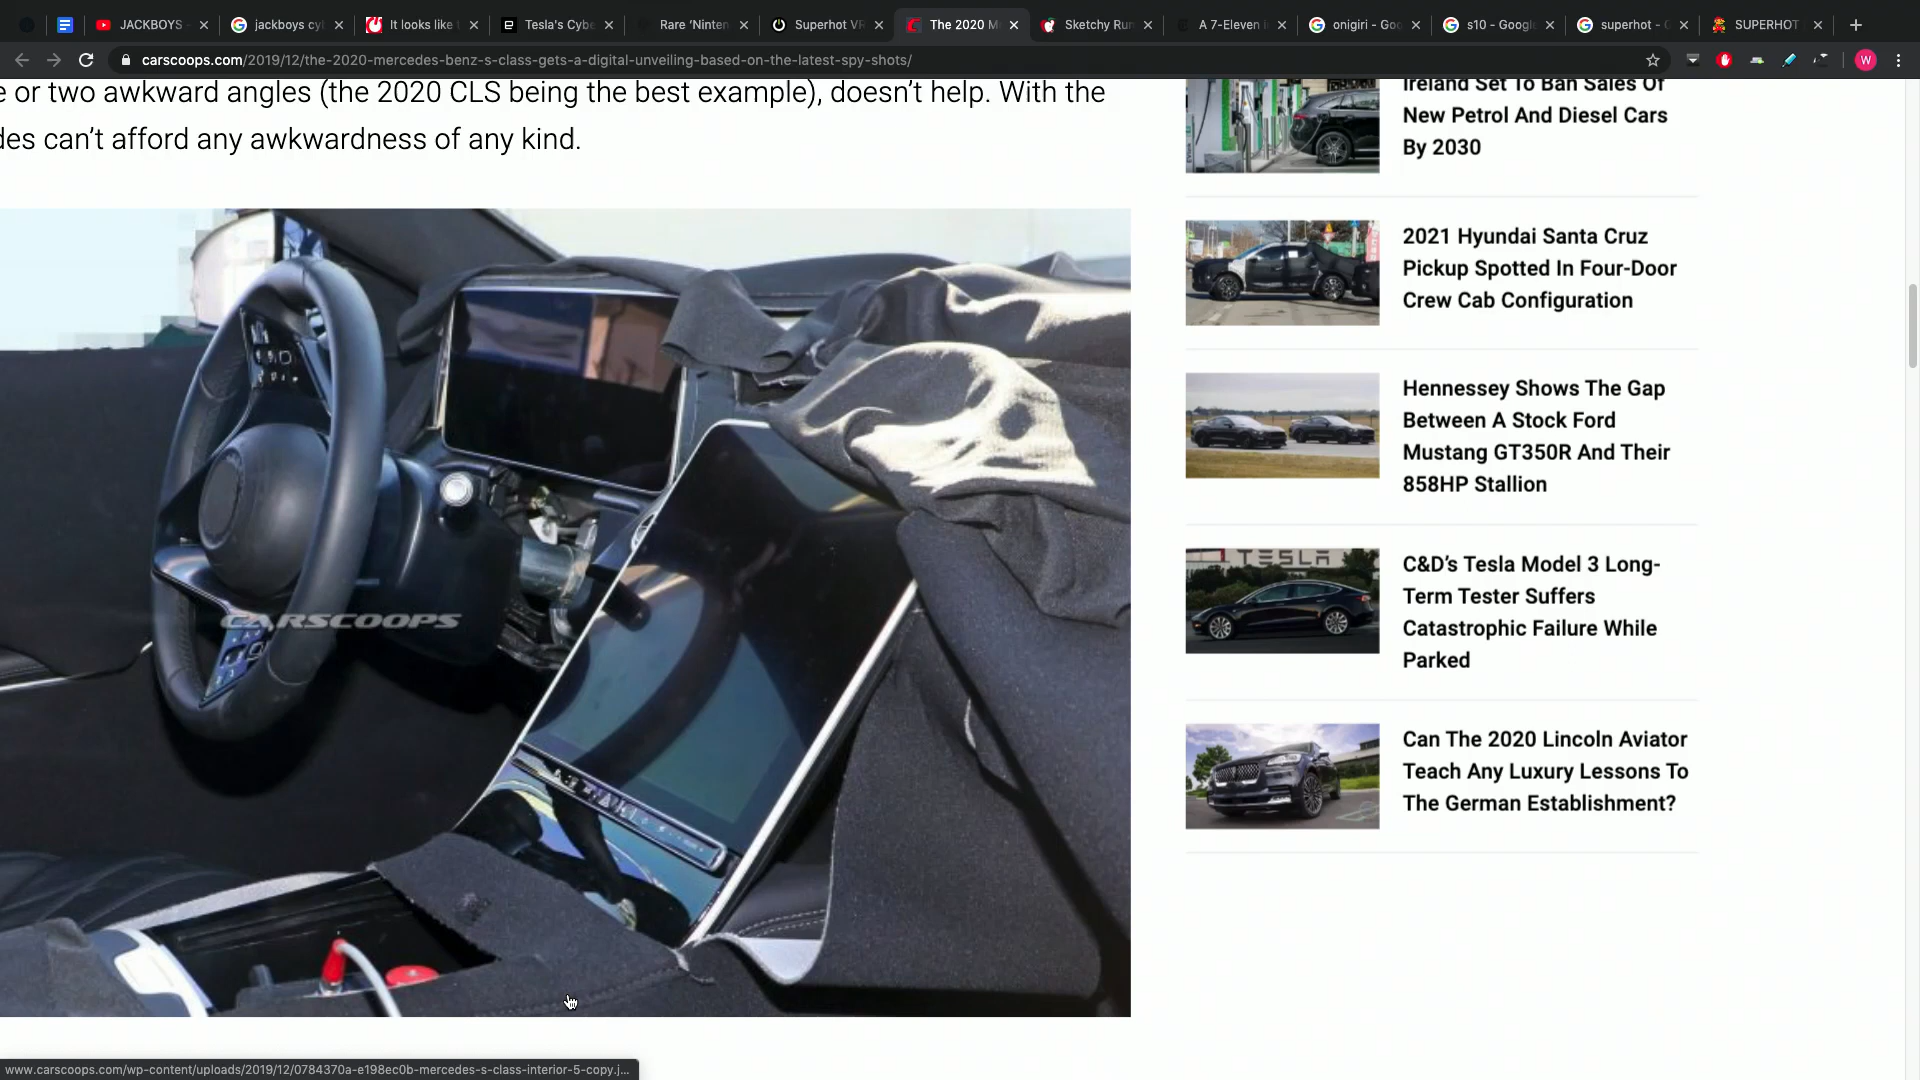 JACKBOYS -
jackboys cyl
It looks like t
Tesla's Cybe
Rare 'Ninten
Superhot VR
The 2020 M
Sketchy Run
A 7-Eleven i
onigiri - Goo
s10 - Google
superhot - G
SUPERHOT
carscoops.com/2019/12/the-2020-mercedes-benz-s-class-gets-a-digital-unveiling-based-on-the-latest-spy-shots/
W
e or two awkward angles (the 2020 CLS being the best example), doesn't help. With the
des can't afford any awkwardness of any kind.
CARSCOOPS
Ireland Set To Ban Sales Of
New Petrol And Diesel Cars
By 2030
2021 Hyundai Santa Cruz
Pickup Spotted In Four-Door
Crew Cab Configuration
Hennessey Shows The Gap
Between A Stock Ford
Mustang GT350R And Their
858HP Stallion
TESLA
C&D's Tesla Model 3 Long-
Term Tester Suffers
Catastrophic Failure While
Parked
Can The 2020 Lincoln Aviator
Teach Any Luxury Lessons To
The German Establishment?
www.carscoops.com/wp-content/uploads/2019/12/0784370a-e198ec0b-mercedes-s-class-interior-5-copy.j...